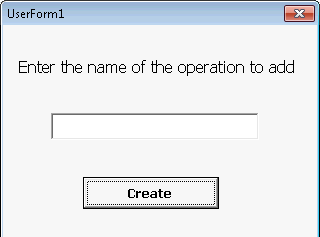 UserForm1
Enter the name of the operation to add
Create